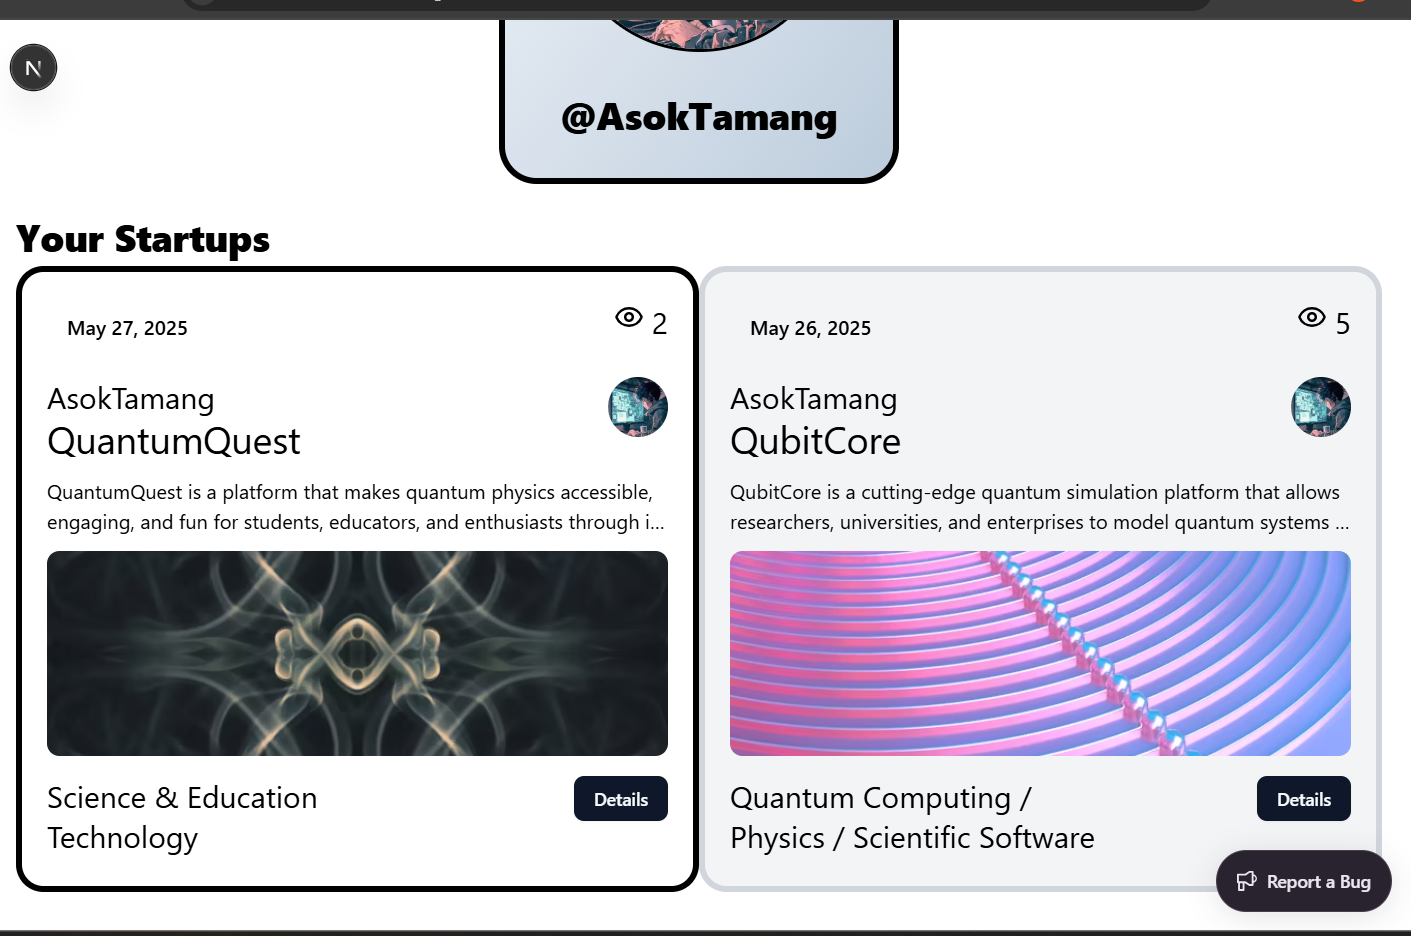 N
@AsokTamang
Your Startups
May 27, 2025
2
AsokTamang
QuantumQuest
QuantumQuest is a platform that makes quantum physics accessible,
engaging, and fun for students, educators, and enthusiasts through i...
Science & Education
Technology
Details
May 26, 2025
5
AsokTamang
QubitCore
QubitCore is a cutting-edge quantum simulation platform that allows
researchers, universities, and enterprises to model quantum systems ...
Quantum Computing /
Physics / Scientific Software
Details
Report a Bug